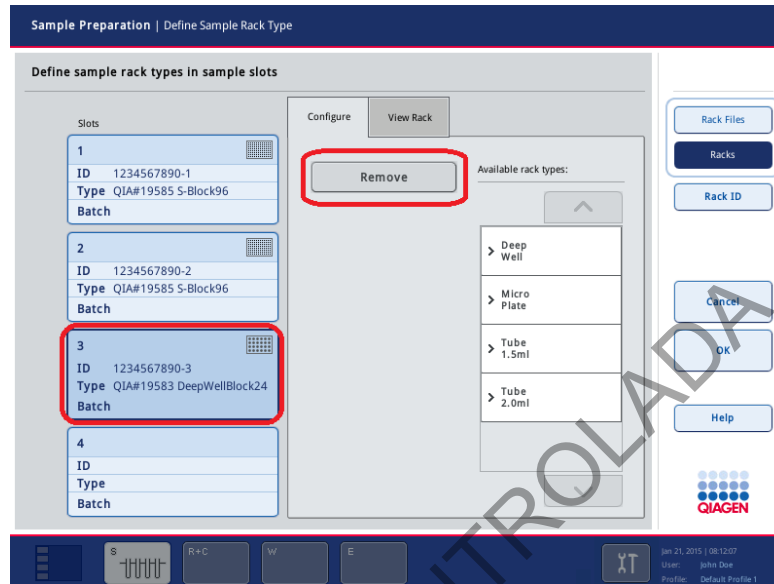 Sample Preparation | Define Sample Rack Type
Define sample rack types in sample slots
Slots
1
ID 1234567890-1
Type QIA#19585 S-Block96
Batch
2
ID 1234567890-2
Type QIA#19585 S-Block96
Batch
3
ID 1234567890-3
Type QIA#19583 DeepWellBlock24
Batch
4
ID
Type
Batch
Configure
View Rack
Remove
Available rack types:
Deep
Well
Micro
Plate
Tube
1.5ml
Tube
2.0ml
Rack Files
Racks
Rack ID
Cancel
OK
Help
QIAGEN
S
R+C
W
E
Jan 21, 2015 | 08:12:07
User: John Doe
Profile: Default Profile 1